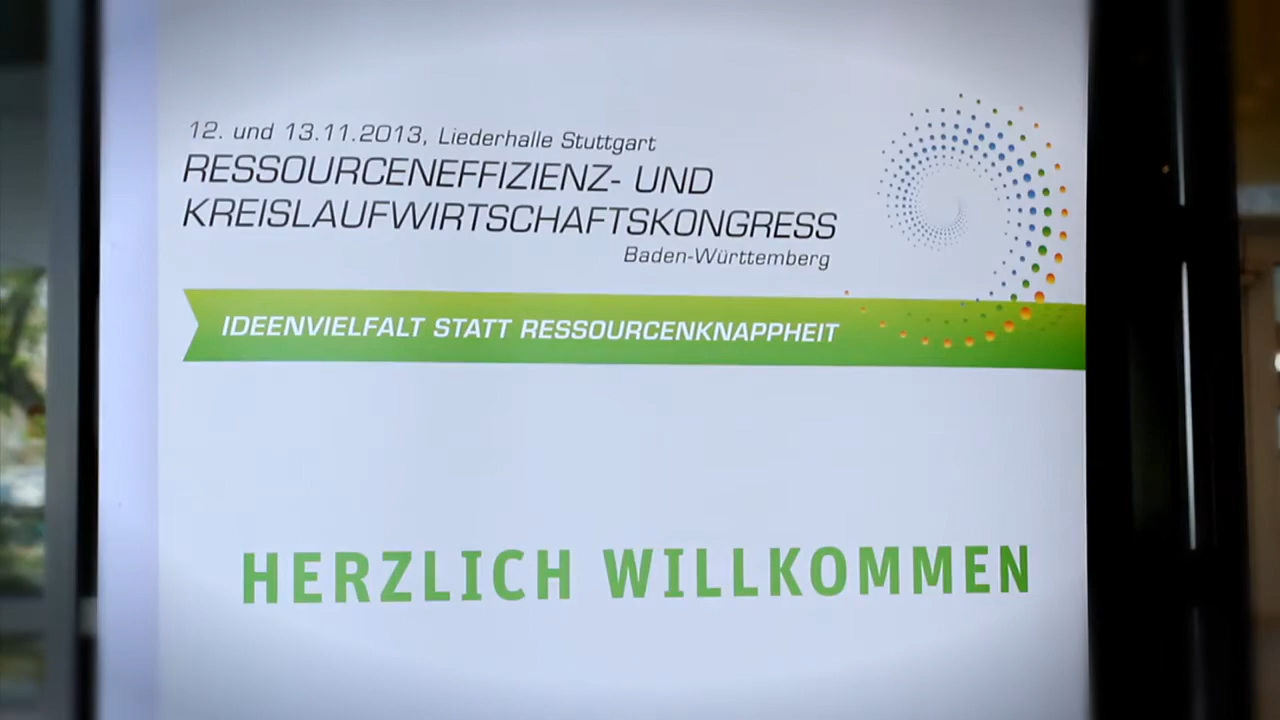 12. und 13.11.2013, Liederhalle Stuttgart
RESSOURCENEFFIZIENZ- UND
KREISLAUFWIRTSCHAFTSKONGRESS
Baden-Württemberg
IDEENVIELFALT STATT RESSOURCENKNAPPHEIT
HERZLICH WILLKOMMEN